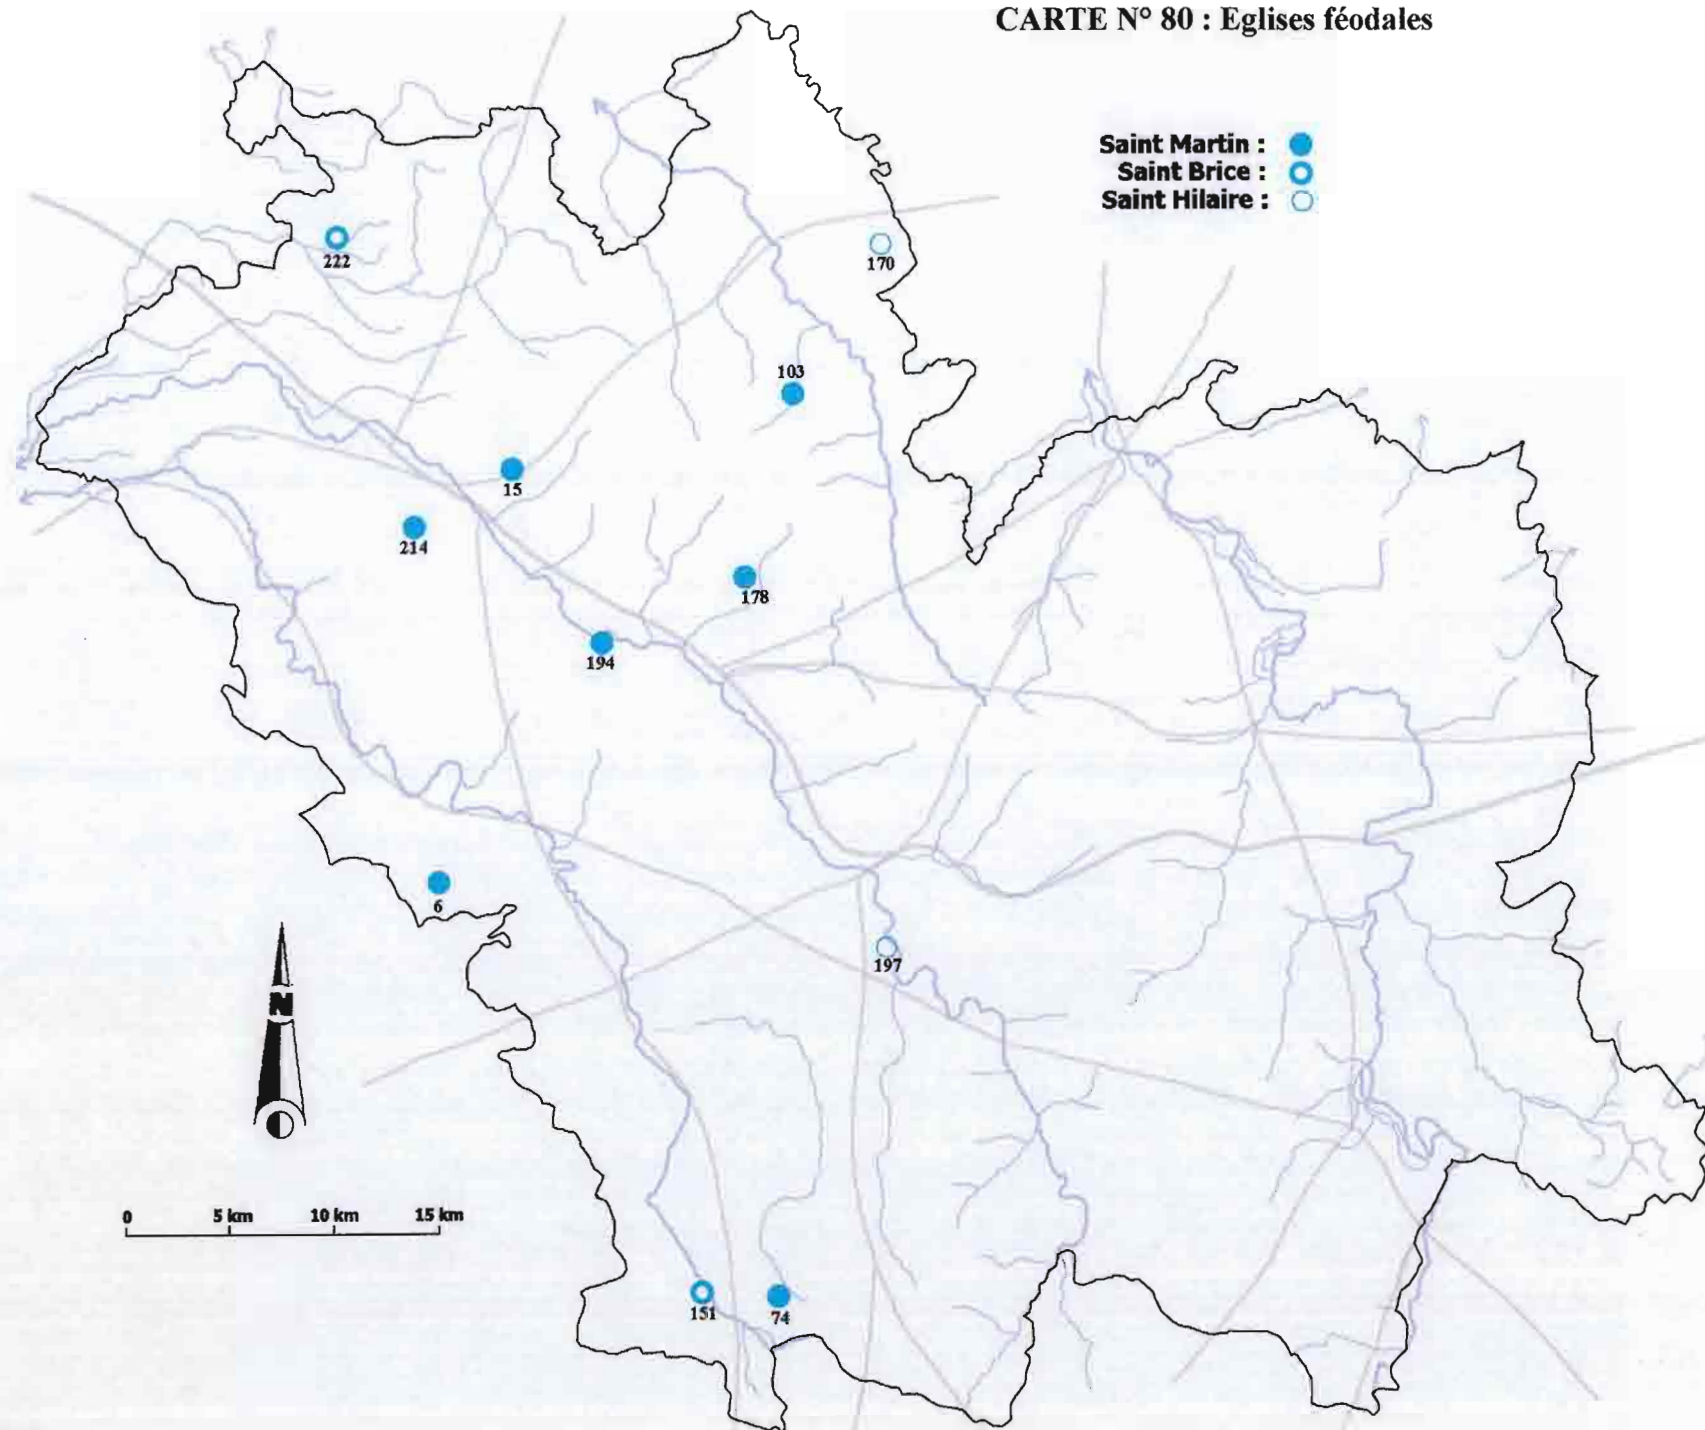 CARTE N° 80 : Eglises féodales
Saint Martin :
Saint Brice :
Saint Hilaire :
222
170
103
15
214
178
194
6
197
N
0 5 km 10 km 15 km
151
74